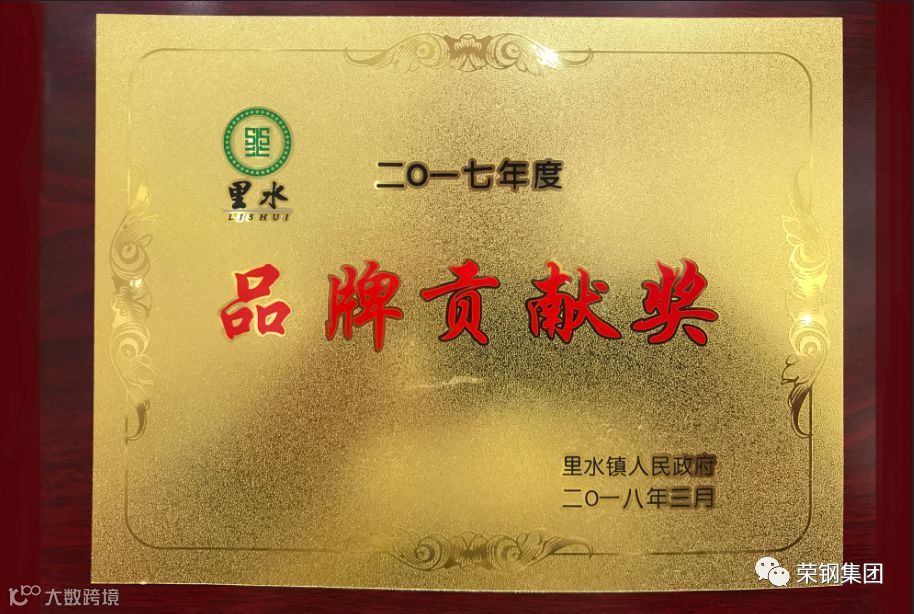 里水
LISHUI
二〇一七年度
品牌贡献奖
里水镇人民政府
二〇一八年三月
荣钢集团
大数跨境